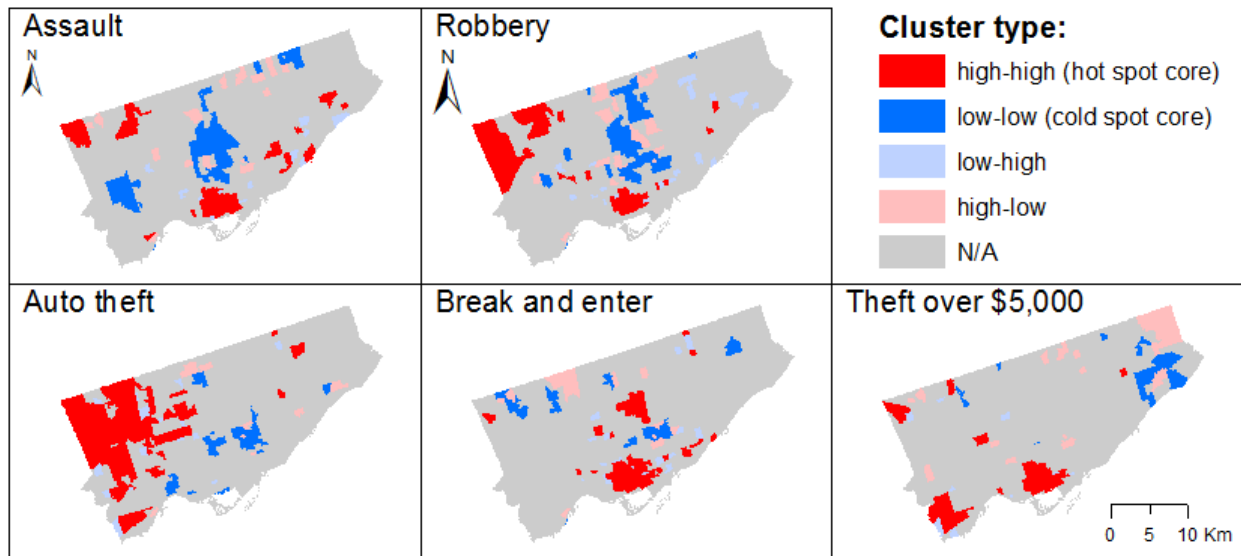 Assault
N
Robbery
N
Cluster type:
high-high (hot spot core)
low-low (cold spot core)
low-high
high-low
N/A
Auto theft
Break and enter
Theft over $5,000
0 5 10 Km